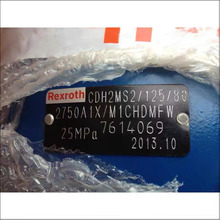 Rexroth CDH2MS2/125/80
2750A1X/M1CHDMFW
25MPa 7614069
2013.10